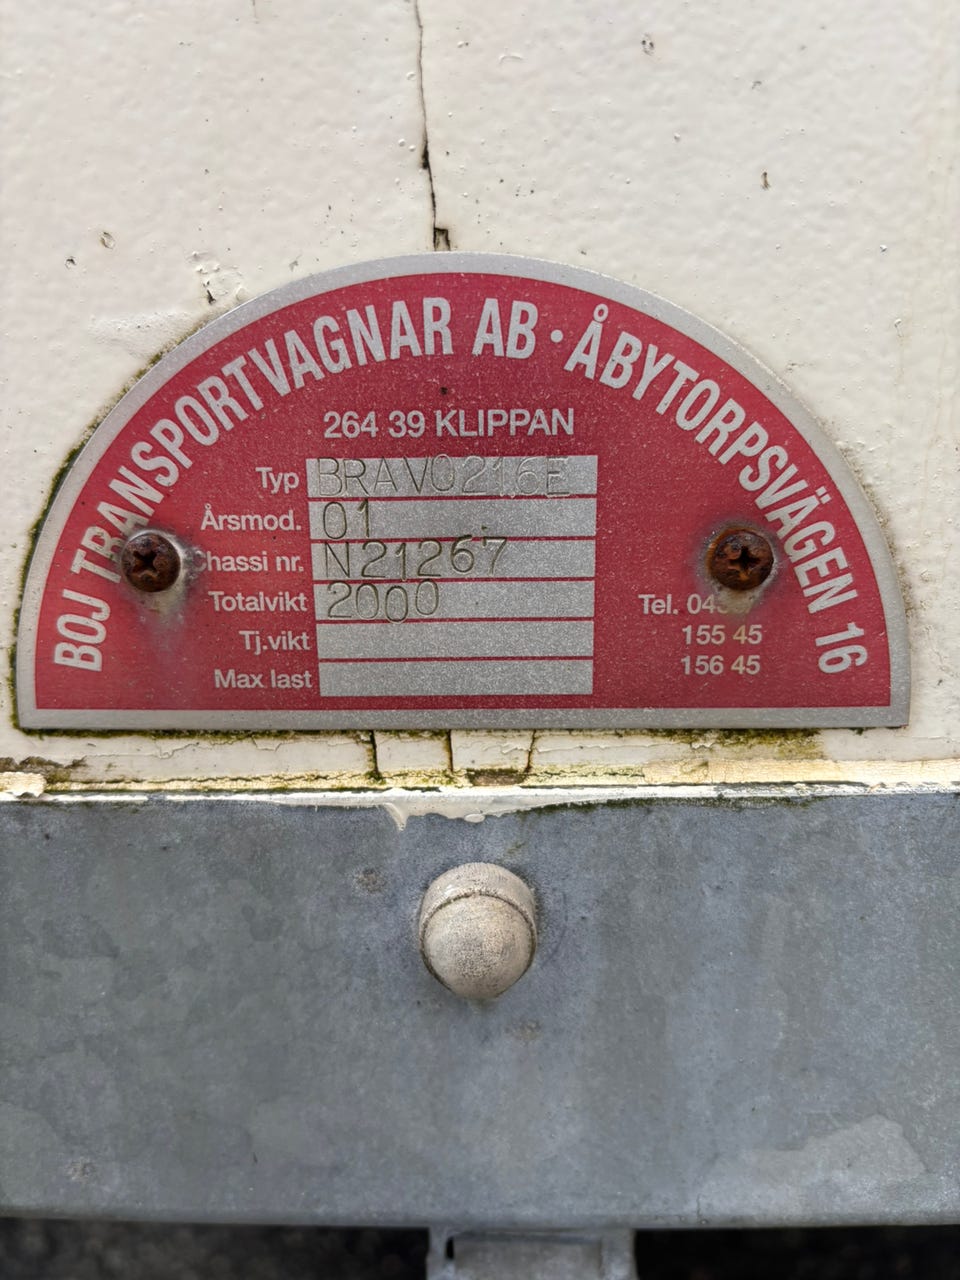 BOJ TRANSPORTVAGNAR AB · ÅBYTORPSVÄGEN 16
264 39 KLIPPAN
Typ BRAVO216E
Årsmod. 01
Chassi nr. N21267
Totalvikt 2000
Tj.vikt
Max last
Tel.
155 45
156 45